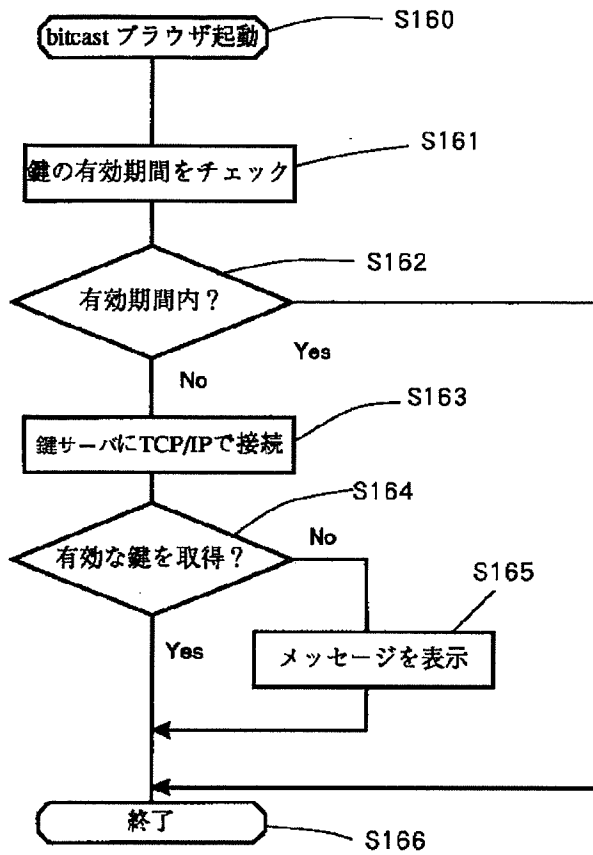 bitcast ブラウザ起動
S160
鍵の有効期間をチェック
S161
有効期間内？
S162
Yes
No
鍵サーバにTCP/IPで接続
S163
有効な鍵を取得？
S164
No
Yes
メッセージを表示
S165
終了
S166